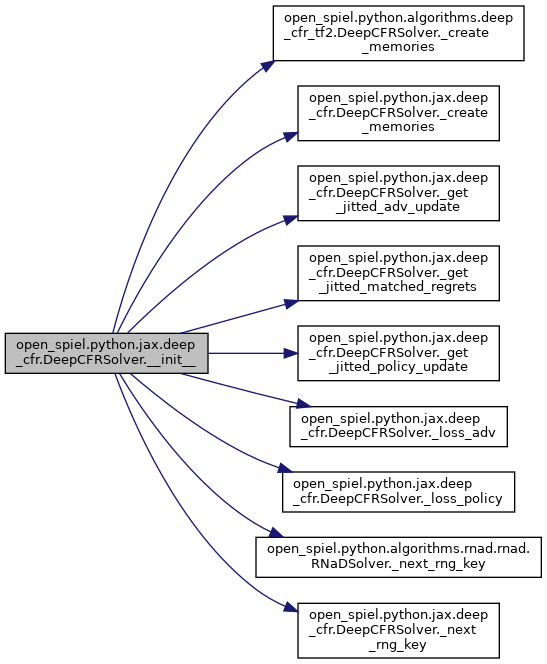 open_spiel.python.algorithms.deep
_cfr_tf2.DeepCFRSolver._create
_memories
open_spiel.python.jax.deep
_cfr.DeepCFRSolver._create
_memories
open_spiel.python.jax.deep
_cfr.DeepCFRSolver._get
_jitted_adv_update
open_spiel.python.jax.deep
_cfr.DeepCFRSolver._get
_jitted_matched_regrets
open_spiel.python.jax.deep
_cfr.DeepCFRSolver.__init__
open_spiel.python.jax.deep
_cfr.DeepCFRSolver._get
_jitted_policy_update
open_spiel.python.jax.deep
_cfr.DeepCFRSolver._loss_adv
open_spiel.python.jax.deep
_cfr.DeepCFRSolver._loss_policy
open_spiel.python.algorithms.rnad.rnad.
RNaDSolver._next_rng_key
open_spiel.python.jax.deep
_cfr.DeepCFRSolver._next
_rng_key